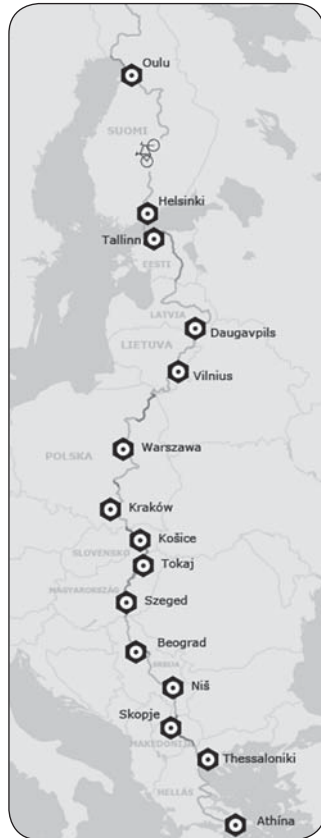 Oulu
SUOMI
Helsinki
Tallinn
EESTI
LATVIA
Daugavpils
LIETUVA
Vilnius
Warszawa
POLSKA
Kraków
Košice
SLOVENSKO
Tokaj
MAGYARORSZÁG
Szeged
Beograd
SRBIJA
Niš
Skopje
MAKEDONIJA
Thessaloniki
HELLÁS
Athína